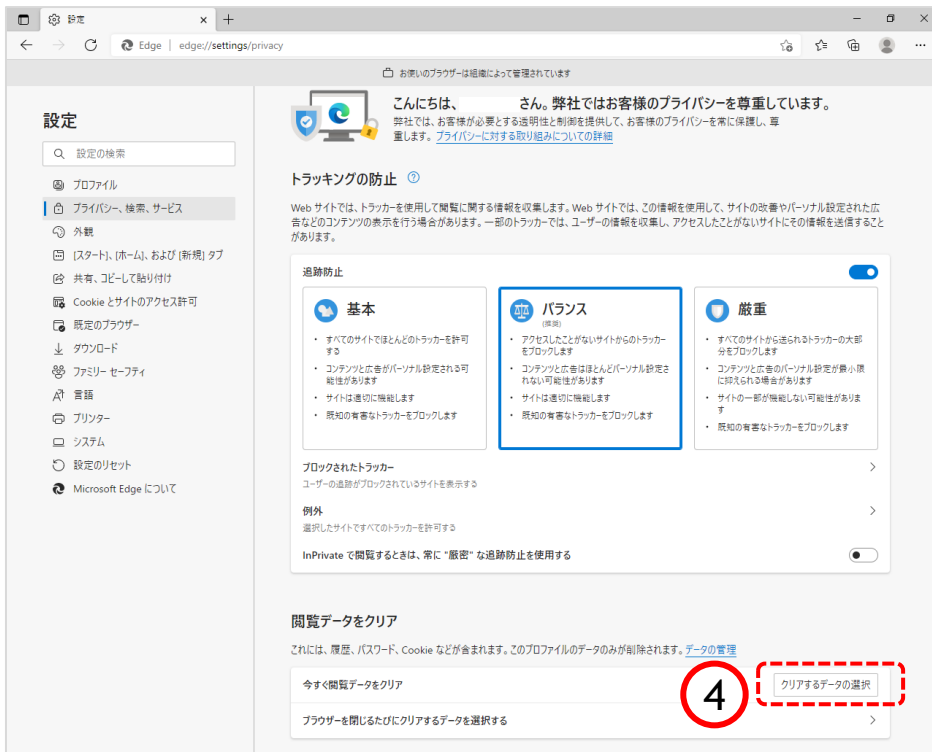 設定
Edge | edge://settings/privacy
お使いのブラウザーは組織によって管理されています
設定
設定の検索
プロファイル
プライバシー、検索、サービス
外観
[スタート]、[ホーム]、および [新規] タブ
共有、コピーして貼り付け
Cookie とサイトのアクセス許可
既定のブラウザー
ダウンロード
ファミリー セーフティ
言語
プリンター
システム
設定のリセット
Microsoft Edge について
こんにちは、 さん。弊社ではお客様のプライバシーを尊重しています。
弊社では、お客様が必要とする透明性と制御を提供して、お客様のプライバシーを常に保護し、尊
重します。プライバシーに対する取り組みについての詳細
トラッキングの防止
Web サイトでは、トラッカーを使用して閲覧に関する情報を収集します。Web サイトでは、この情報を使用して、サイトの改善やパーソナル設定された広
告などのコンテンツの表示を行う場合があります。一部のトラッカーでは、ユーザーの情報を収集し、アクセスしたことがないサイトにその情報を送信すること
があります。
追跡防止
基本
・ すべてのサイトでほとんどのトラッカーを許可
する
・ コンテンツと広告がパーソナル設定される可
能性があります
・ サイトは適切に機能します
・ 既知の有害なトラッカーをブロックします
バランス
(推奨)
・ アクセスしたことがないサイトからのトラッカー
をブロックします
・ コンテンツと広告はほとんどパーソナル設定さ
れない可能性があります
・ サイトは適切に機能します
・ 既知の有害なトラッカーをブロックします
厳重
・ すべてのサイトから送られるトラッカーの大部
分をブロックします
・ コンテンツと広告のパーソナル設定が最小限
に抑えられる場合があります
・ サイトの一部が機能しない可能性がありま
す
・ 既知の有害なトラッカーをブロックします
ブロックされたトラッカー
ユーザーの追跡がブロックされているサイトを表示する
例外
選択したサイトですべてのトラッカーを許可する
InPrivate で閲覧するときは、常に "厳密" な追跡防止を使用する
閲覧データをクリア
これには、履歴、パスワード、Cookie などが含まれます。このプロファイルのデータのみが削除されます。データの管理
今すぐ閲覧データをクリア
4
クリアするデータの選択
ブラウザーを閉じるたびにクリアするデータを選択する